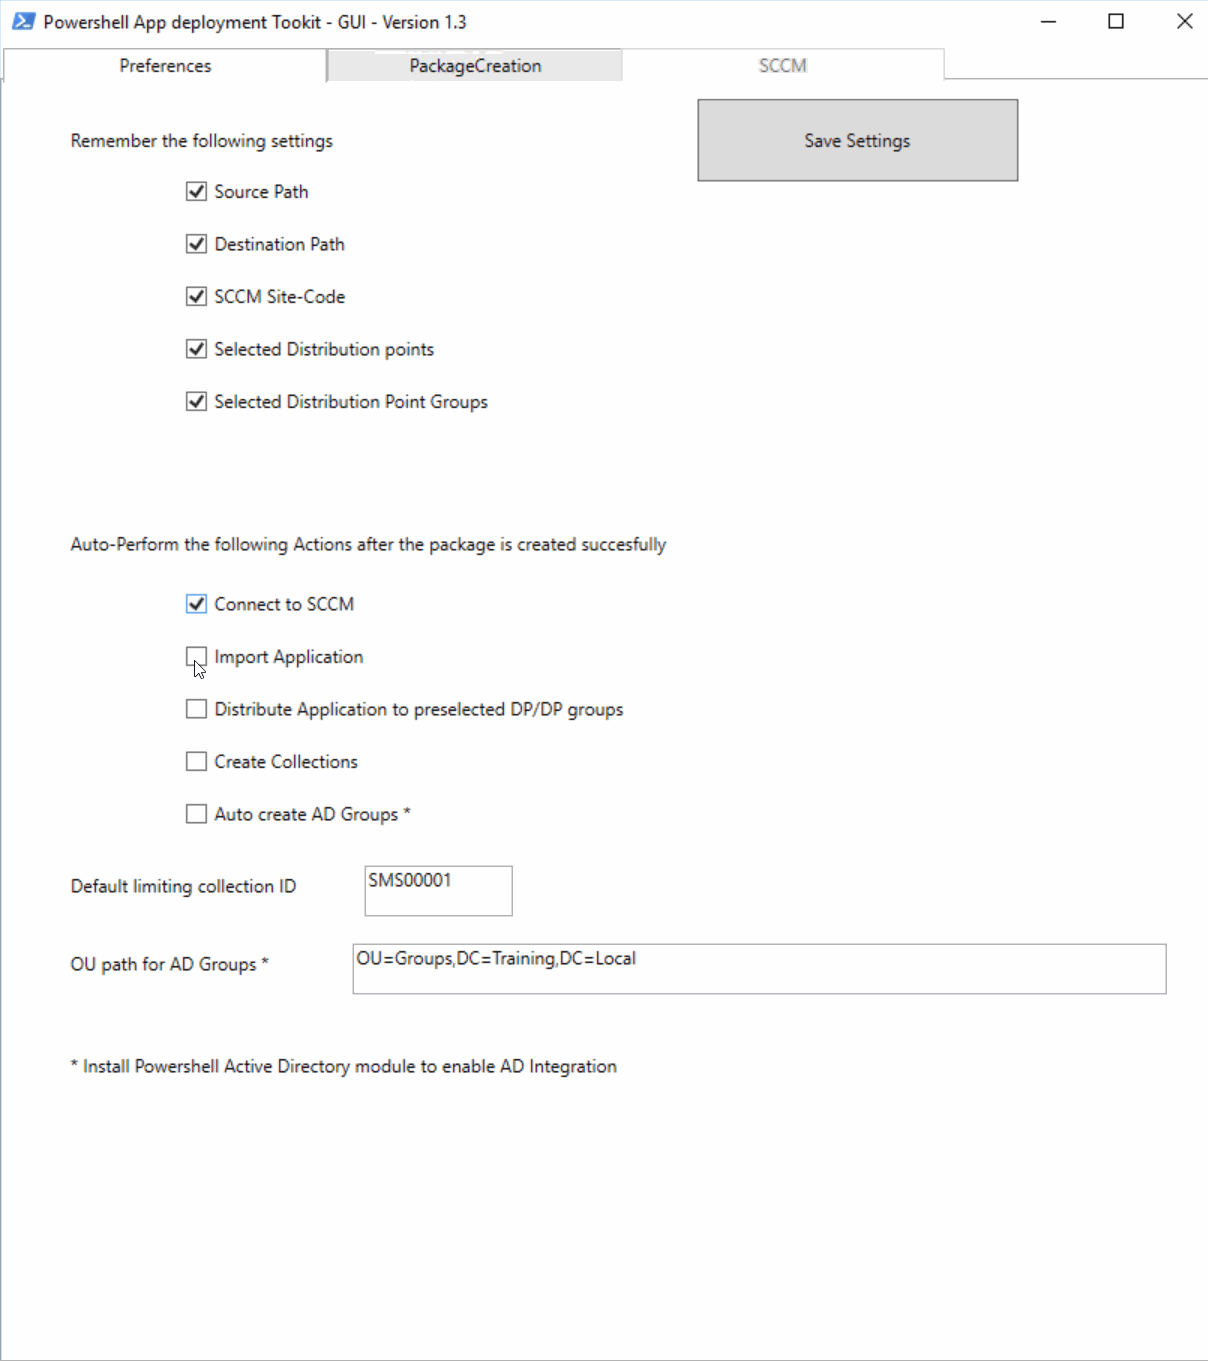 Powershell App deployment Tookit - GUI - Version 1.3
Preferences
PackageCreation
SCCM
Remember the following settings
Save Settings
Source Path
Destination Path
SCCM Site-Code
Selected Distribution points
Selected Distribution Point Groups
Auto-Perform the following Actions after the package is created succesfully
Connect to SCCM
Import Application
Distribute Application to preselected DP/DP groups
Create Collections
Auto create AD Groups *
Default limiting collection ID
SMS00001
OU path for AD Groups *
OU=Groups,DC=Training,DC=Local
* Install Powershell Active Directory module to enable AD Integration